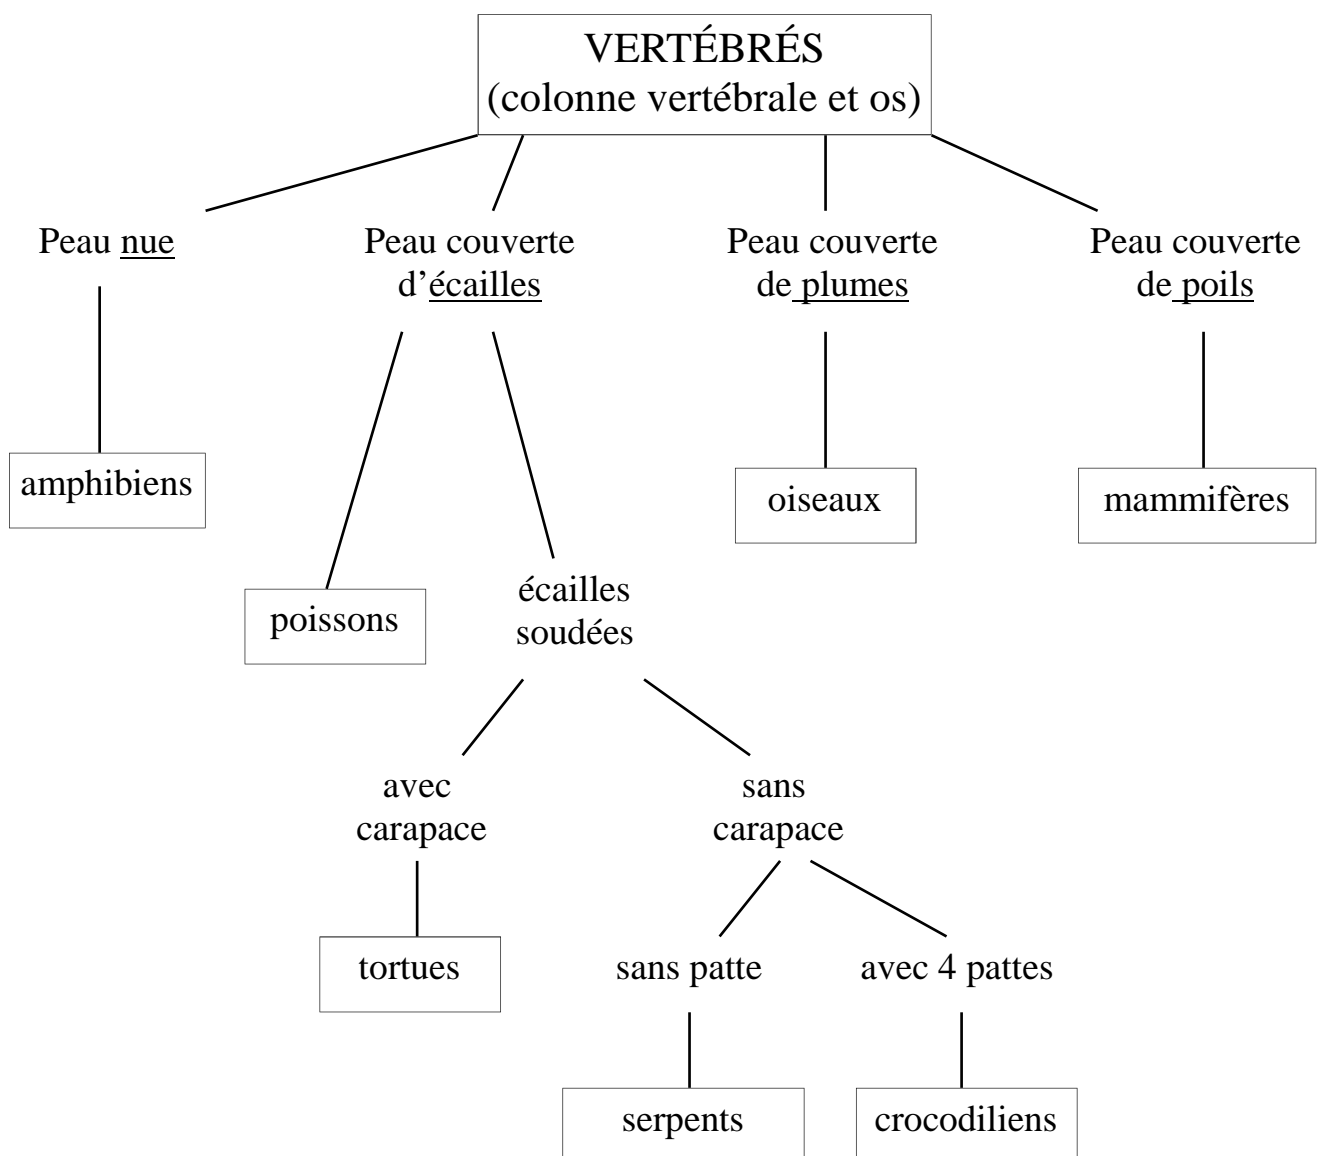 VERTÉBRÉS
(colonne vertébrale et os)
Peau nue
Peau couverte
d’écailles
Peau couverte
de plumes
Peau couverte
de poils
amphibiens
oiseaux
mammifères
poissons
écailles
soudées
avec
carapace
sans
carapace
tortues
sans patte
avec 4 pattes
serpents
crocodiliens